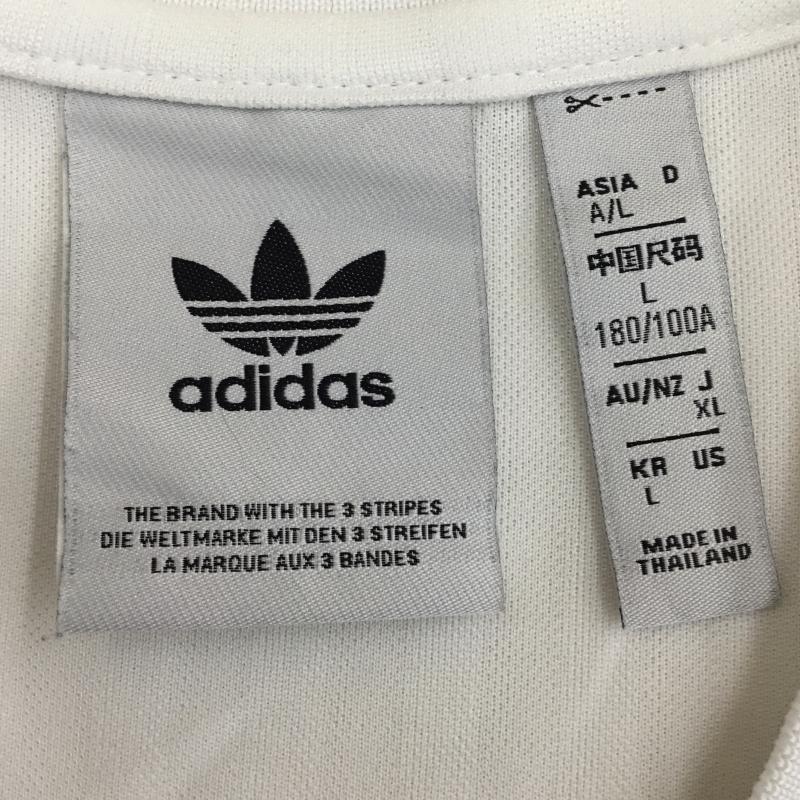 adidas
THE BRAND WITH THE 3 STRIPES
DIE WELTMARKE MIT DEN 3 STREIFEN
LA MARQUE AUX 3 BANDES
ASIA D
A/L
中国尺码
L
180/100A
AU/NZ J
XL
KR US
L
MADE IN
THAILAND